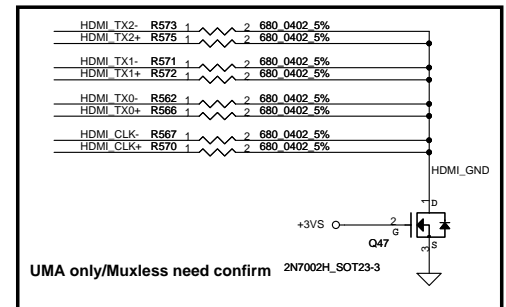 HDMI_TX2- R573 1 2 680_0402_5%
HDMI_TX2+ R575 1 2 680_0402_5%
HDMI_TX1- R571 1 2 680_0402_5%
HDMI_TX1+ R572 1 2 680_0402_5%
HDMI_TX0- R562 1 2 680_0402_5%
HDMI_TX0+ R566 1 2 680_0402_5%
HDMI_CLK- R567 1 2 680_0402_5%
HDMI_CLK+ R570 1 2 680_0402_5%
HDMI_GND
1 D
+3VS 2 G
Q47
3 S
UMA only/Muxless need confirm 2N7002H_SOT23-3